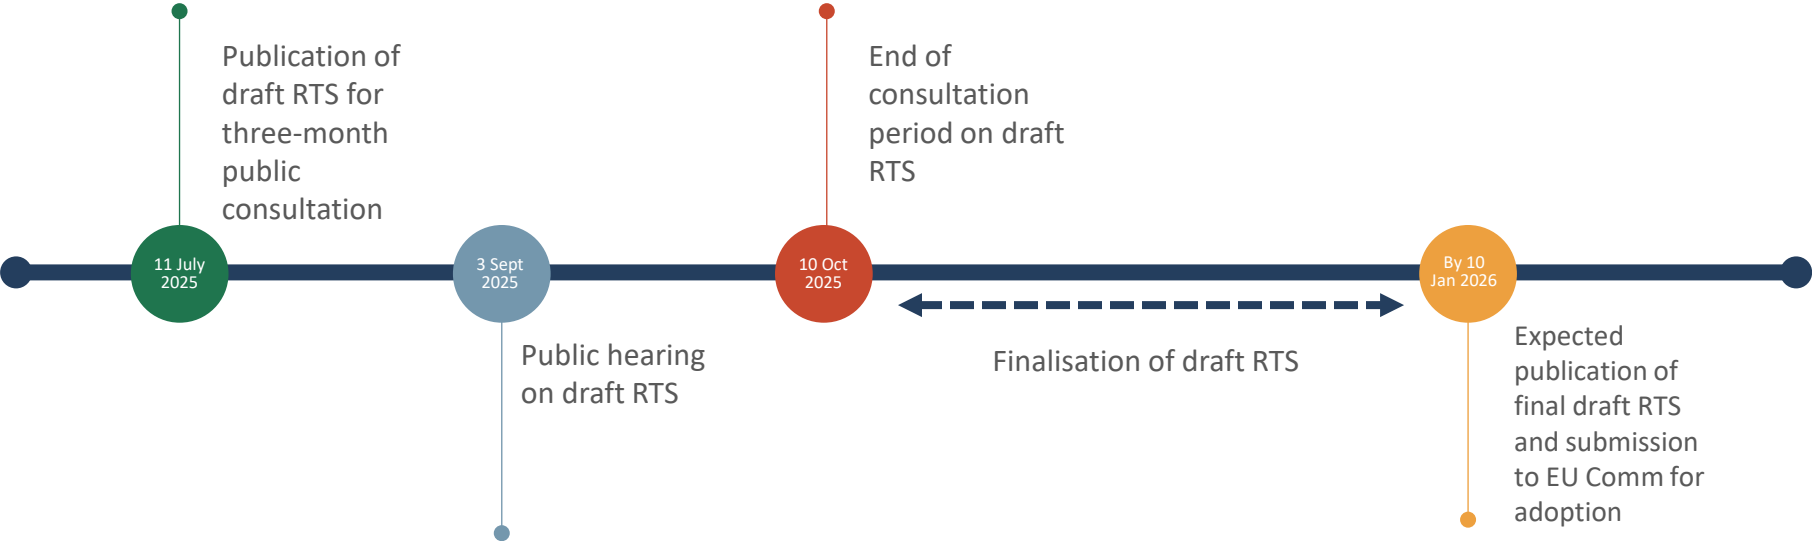 Publication of
draft RTS for
three-month
public
consultation
11 July
2025
3 Sept
2025
Public hearing
on draft RTS
End of
consultation
period on draft
RTS
10 Oct
2025
Finalisation of draft RTS
By 10
Jan 2026
Expected
publication of
final draft RTS
and submission
to EU Comm for
adoption